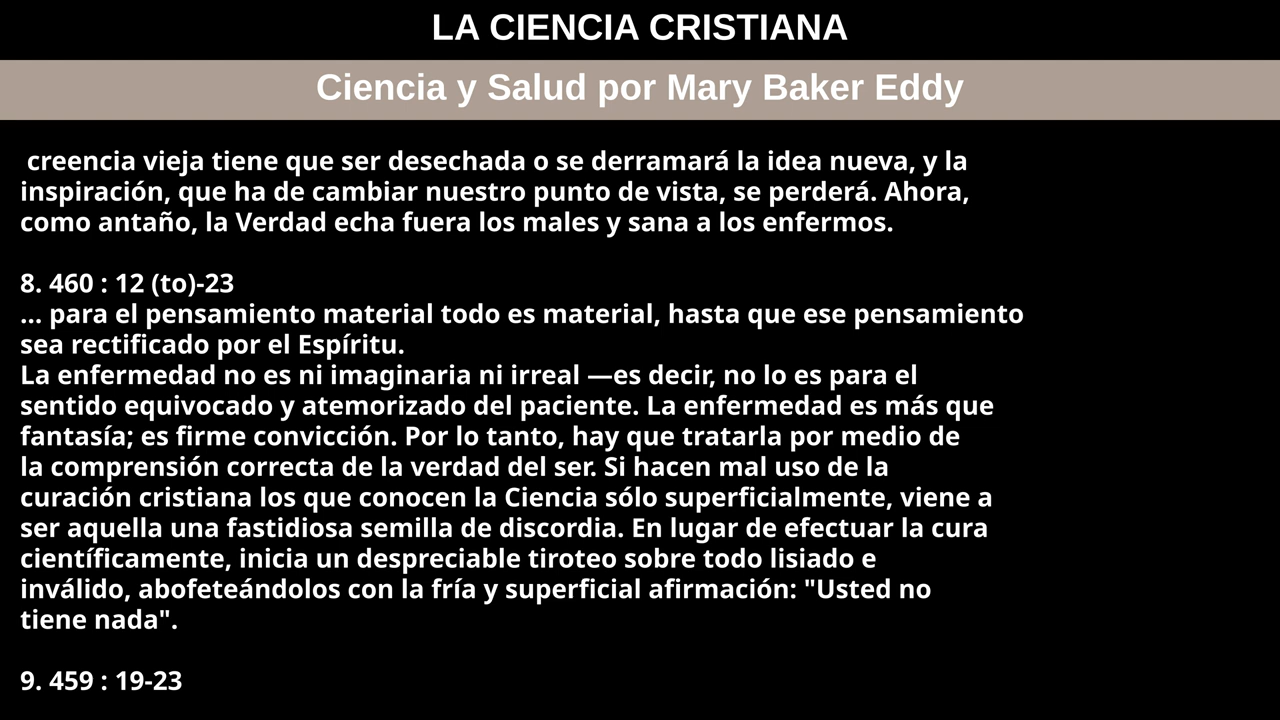 LA CIENCIA CRISTIANA
Ciencia y Salud por Mary Baker Eddy
creencia vieja tiene que ser desechada o se derramará la idea nueva, y la
inspiración, que ha de cambiar nuestro punto de vista, se perderá. Ahora,
como antaño, la Verdad echa fuera los males y sana a los enfermos.
8. 460 : 12 (to)-23
... para el pensamiento material todo es material, hasta que ese pensamiento
sea rectificado por el Espíritu.
La enfermedad no es ni imaginaria ni irreal —es decir, no lo es para el
sentido equivocado y atemorizado del paciente. La enfermedad es más que
fantasía; es firme convicción. Por lo tanto, hay que tratarla por medio de
la comprensión correcta de la verdad del ser. Si hacen mal uso de la
curación cristiana los que conocen la Ciencia sólo superficialmente, viene a
ser aquella una fastidiosa semilla de discordia. En lugar de efectuar la cura
científicamente, inicia un despreciable tiroteo sobre todo lisiado e
inválido, abofeteándolos con la fría y superficial afirmación: "Usted no
tiene nada".
9. 459 : 19-23